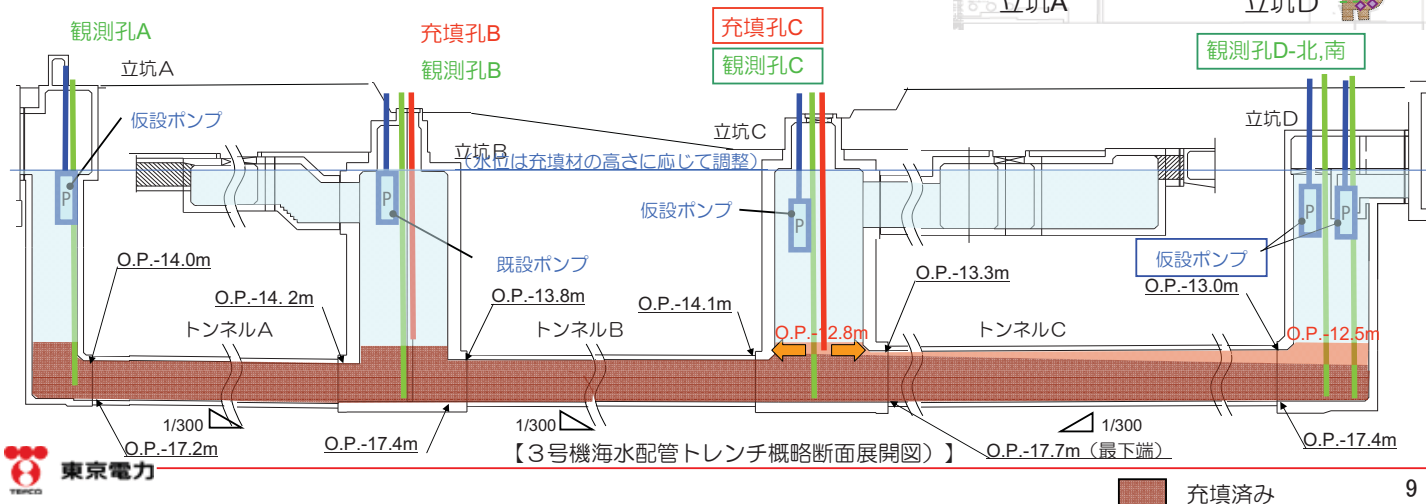 立坑A
立坑D
観測孔A
充填孔B
観測孔B
充填孔C
観測孔C
観測孔D-北,南
立坑A
立坑B
立坑C
立坑D
仮設ポンプ
(水位は充填材の高さに応じて調整)
P
P
P
P
P
仮設ポンプ
既設ポンプ
仮設ポンプ
O.P.-14.0m
O.P.-14. 2m
O.P.-13.8m
O.P.-14.1m
O.P.-13.3m
O.P.-13.0m
O.P.-12.8m
O.P.-12.5m
トンネルA
トンネルB
トンネルC
1/300
1/300
1/300
O.P.-17.2m
O.P.-17.4m
O.P.-17.7m(最下端)
O.P.-17.4m
【3号機海水配管トレンチ概略断面展開図)】
東京電力
TEPCO
充填済み
9